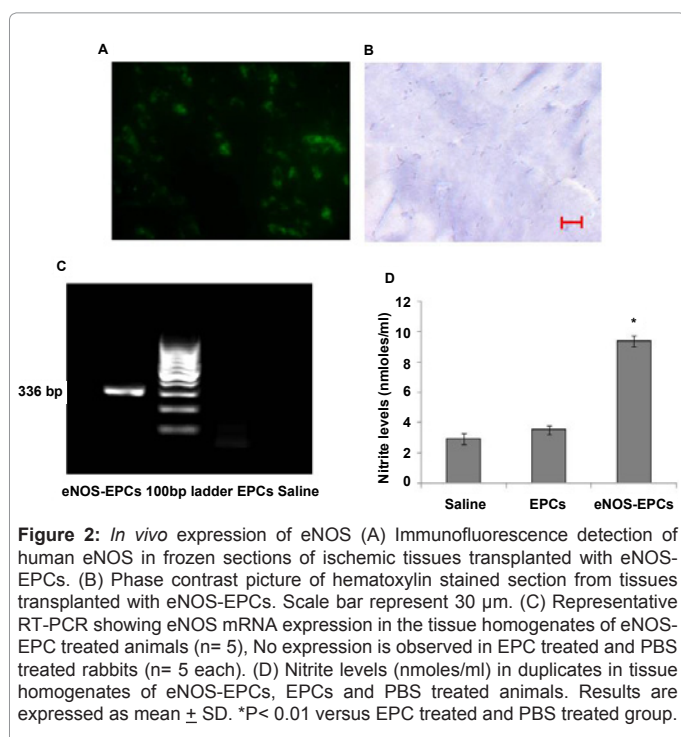 A
B
C
336 bp
eNOS-EPCs 100bp ladder EPCs Saline
D
Nitrite levels (nmloles/ml)
12
10
8
6
4
2
0
*
Saline EPCs eNOS-EPCs
Figure 2: In vivo expression of eNOS (A) Immunofluorescence detection of
human eNOS in frozen sections of ischemic tissues transplanted with eNOS-
EPCs. (B) Phase contrast picture of hematoxylin stained section from tissues
transplanted with eNOS-EPCs. Scale bar represent 30 µm. (C) Representative
RT-PCR showing eNOS mRNA expression in the tissue homogenates of eNOS-
EPC treated animals (n= 5), No expression is observed in EPC treated and PBS
treated rabbits (n= 5 each). (D) Nitrite levels (nmoles/ml) in duplicates in tissue
homogenates of eNOS-EPCs, EPCs and PBS treated animals. Results are
expressed as mean ± SD. *P< 0.01 versus EPC treated and PBS treated group.